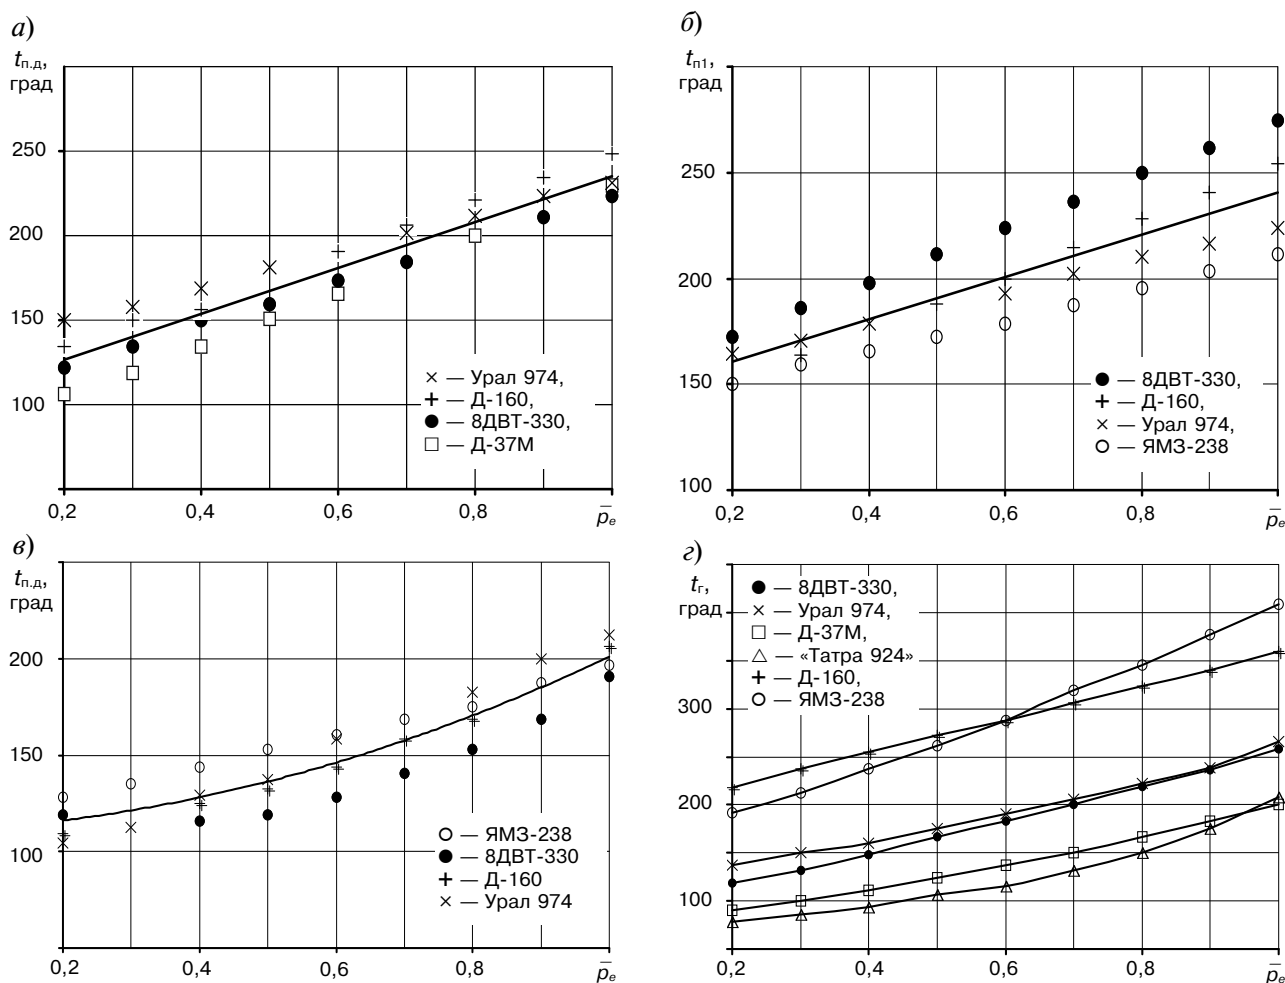 а)
t п.д,
град
250
200
150
100
× — Урал 974,
+ — Д-160,
● — 8ДВТ-330,
□ — Д-37М
0,2 0,4 0,6 0,8 p̅e
б)
t п1,
град
250
200
150
100
● — 8ДВТ-330,
+ — Д-160,
× — Урал 974,
○ — ЯМЗ-238
0,2 0,4 0,6 0,8 p̅e
в)
t п.д,
град
200
150
100
○ — ЯМЗ-238
● — 8ДВТ-330
+ — Д-160
× — Урал 974
0,2 0,4 0,6 0,8 p̅e
г)
t г,
град
300
200
100
● — 8ДВТ-330,
× — Урал 974,
□ — Д-37М,
△ — «Татра 924»
+ — Д-160,
○ — ЯМЗ-238
0,2 0,4 0,6 0,8 p̅e